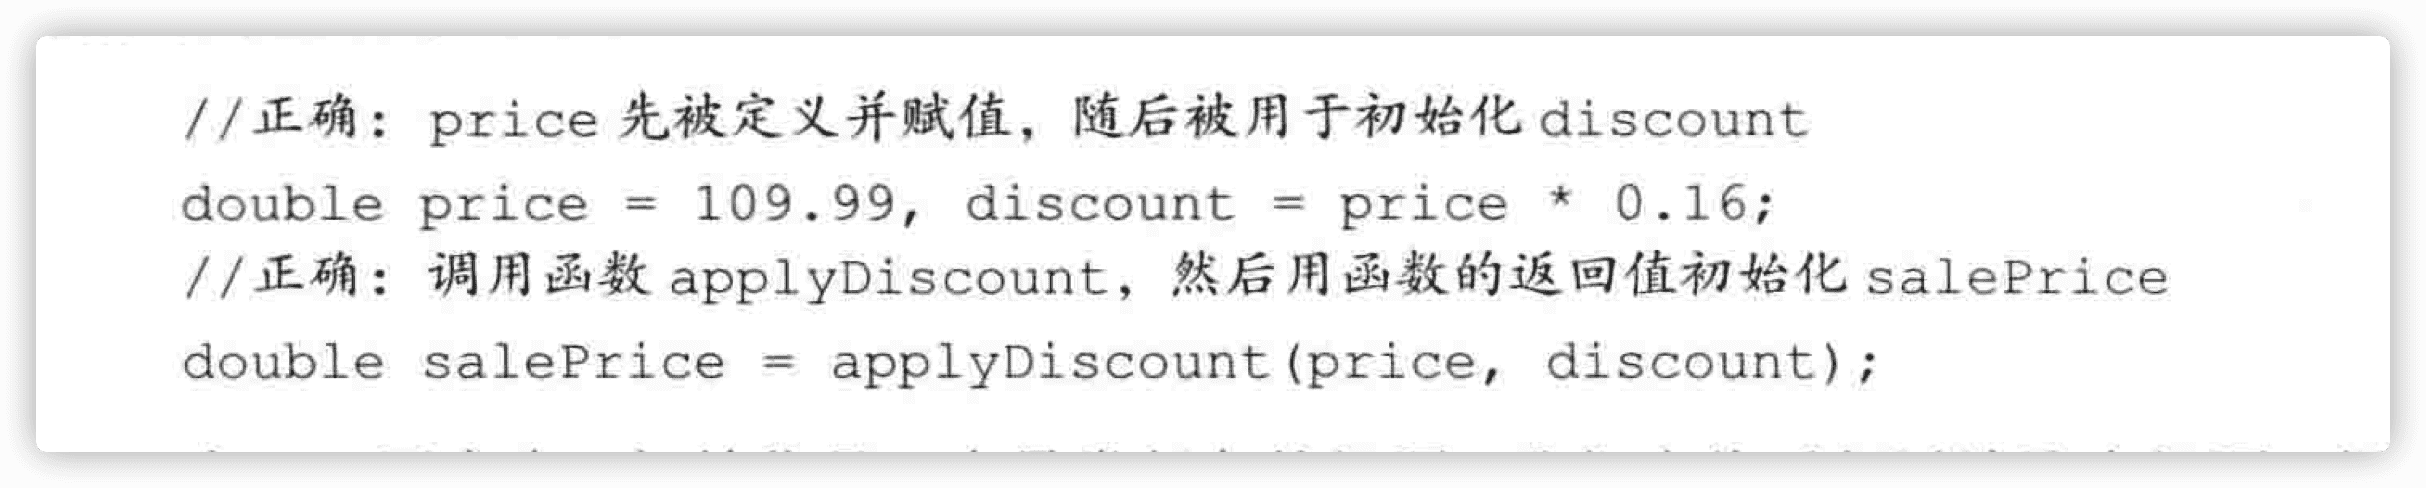 //正确：price 先被定义并赋值，随后被用于初始化 discount
double price = 109.99, discount = price * 0.16;
//正确：调用函数 applyDiscount，然后用函数的返回值初始化 salePrice
double salePrice = applyDiscount(price, discount);